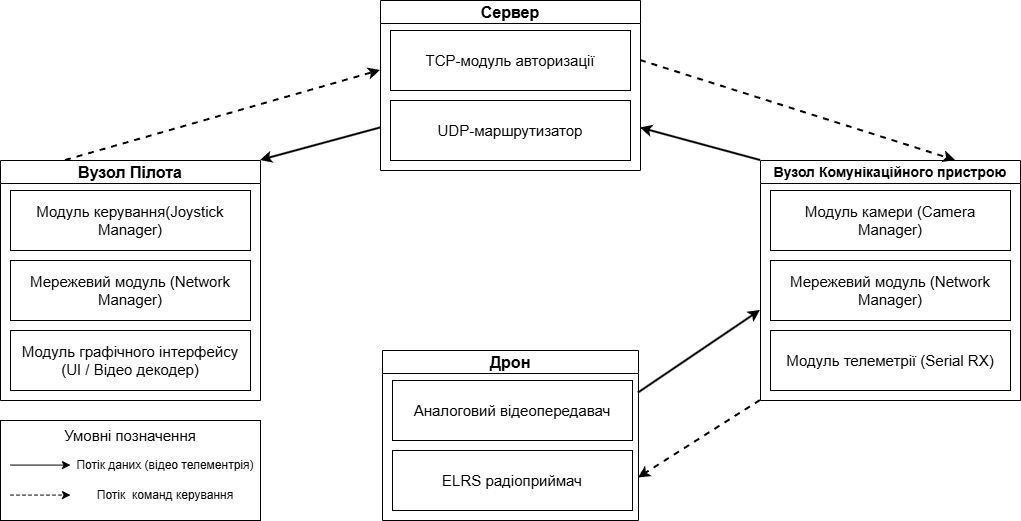 Сервер
TCP-модуль авторизації
UDP-маршрутизатор
Вузол Пілота
Модуль керування(Joystick
Manager)
Мережевий модуль (Network
Manager)
Модуль графічного інтерфейсу
(UI / Відео декодер)
Вузол Комунікаційного пристрою
Модуль камери (Camera
Manager)
Мережевий модуль (Network
Manager)
Модуль телеметрії (Serial RX)
Дрон
Аналоговий відеопередавач
ELRS радіоприймач
Умовні позначення
Потік даних (відео телементрія)
Потік команд керування